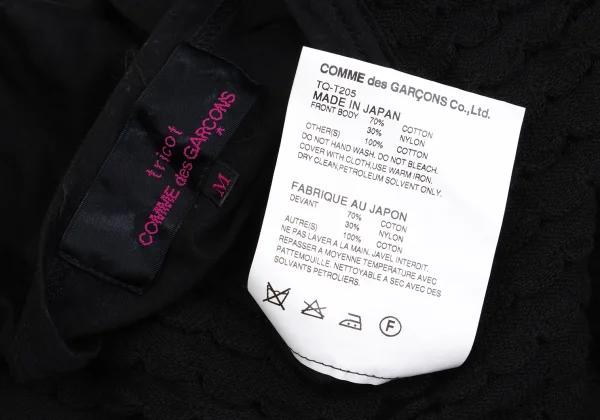 tricot
COMME des GARÇONS
M
COMME des GARÇONS Co.,Ltd.
TQ-T205
MADE IN JAPAN
FRONT BODY 70% COTTON
30% NYLON
OTHER(S) 100% COTTON
DO NOT HAND WASH. DO NOT BLEACH.
COVER WITH CLOTH,USE WARM IRON.
DRY CLEAN,PETROLEUM SOLVENT ONLY.
FABRIQUE AU JAPON
DEVANT 70% COTON
30% NYLON
AUTRE(S) 100% COTON
NE PAS LAVER A LA MAIN. JAVEL INTERDIT.
REPASSER A MOYENNE TEMPERATURE AVEC
PATTEMOUILLE. NETTOYABLE A SEC AVEC DES
SOLVANTS PETROLIERS.
F